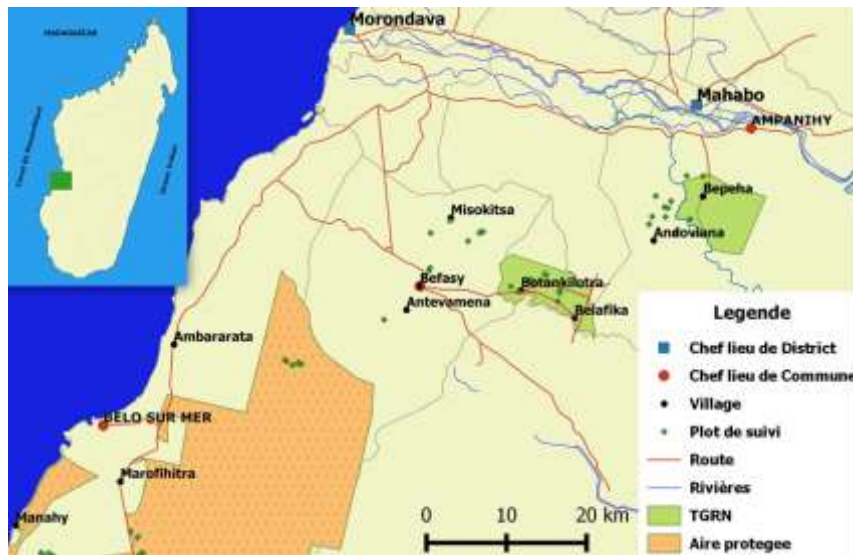 MADAGASCAR
Morondava
Mahabo
AMPANIHY
Bepeha
Misokitsa
Andoviana
Befasy
Botankilotra
Antevamena
Belafika
Ambararata
BELO SUR MER
Marofihitra
Manahy
0 10 20 km
Legende
Chef lieu de District
Chef lieu de Commune
Village
Plot de suivi
Route
Rivières
TGRN
Aire protegee